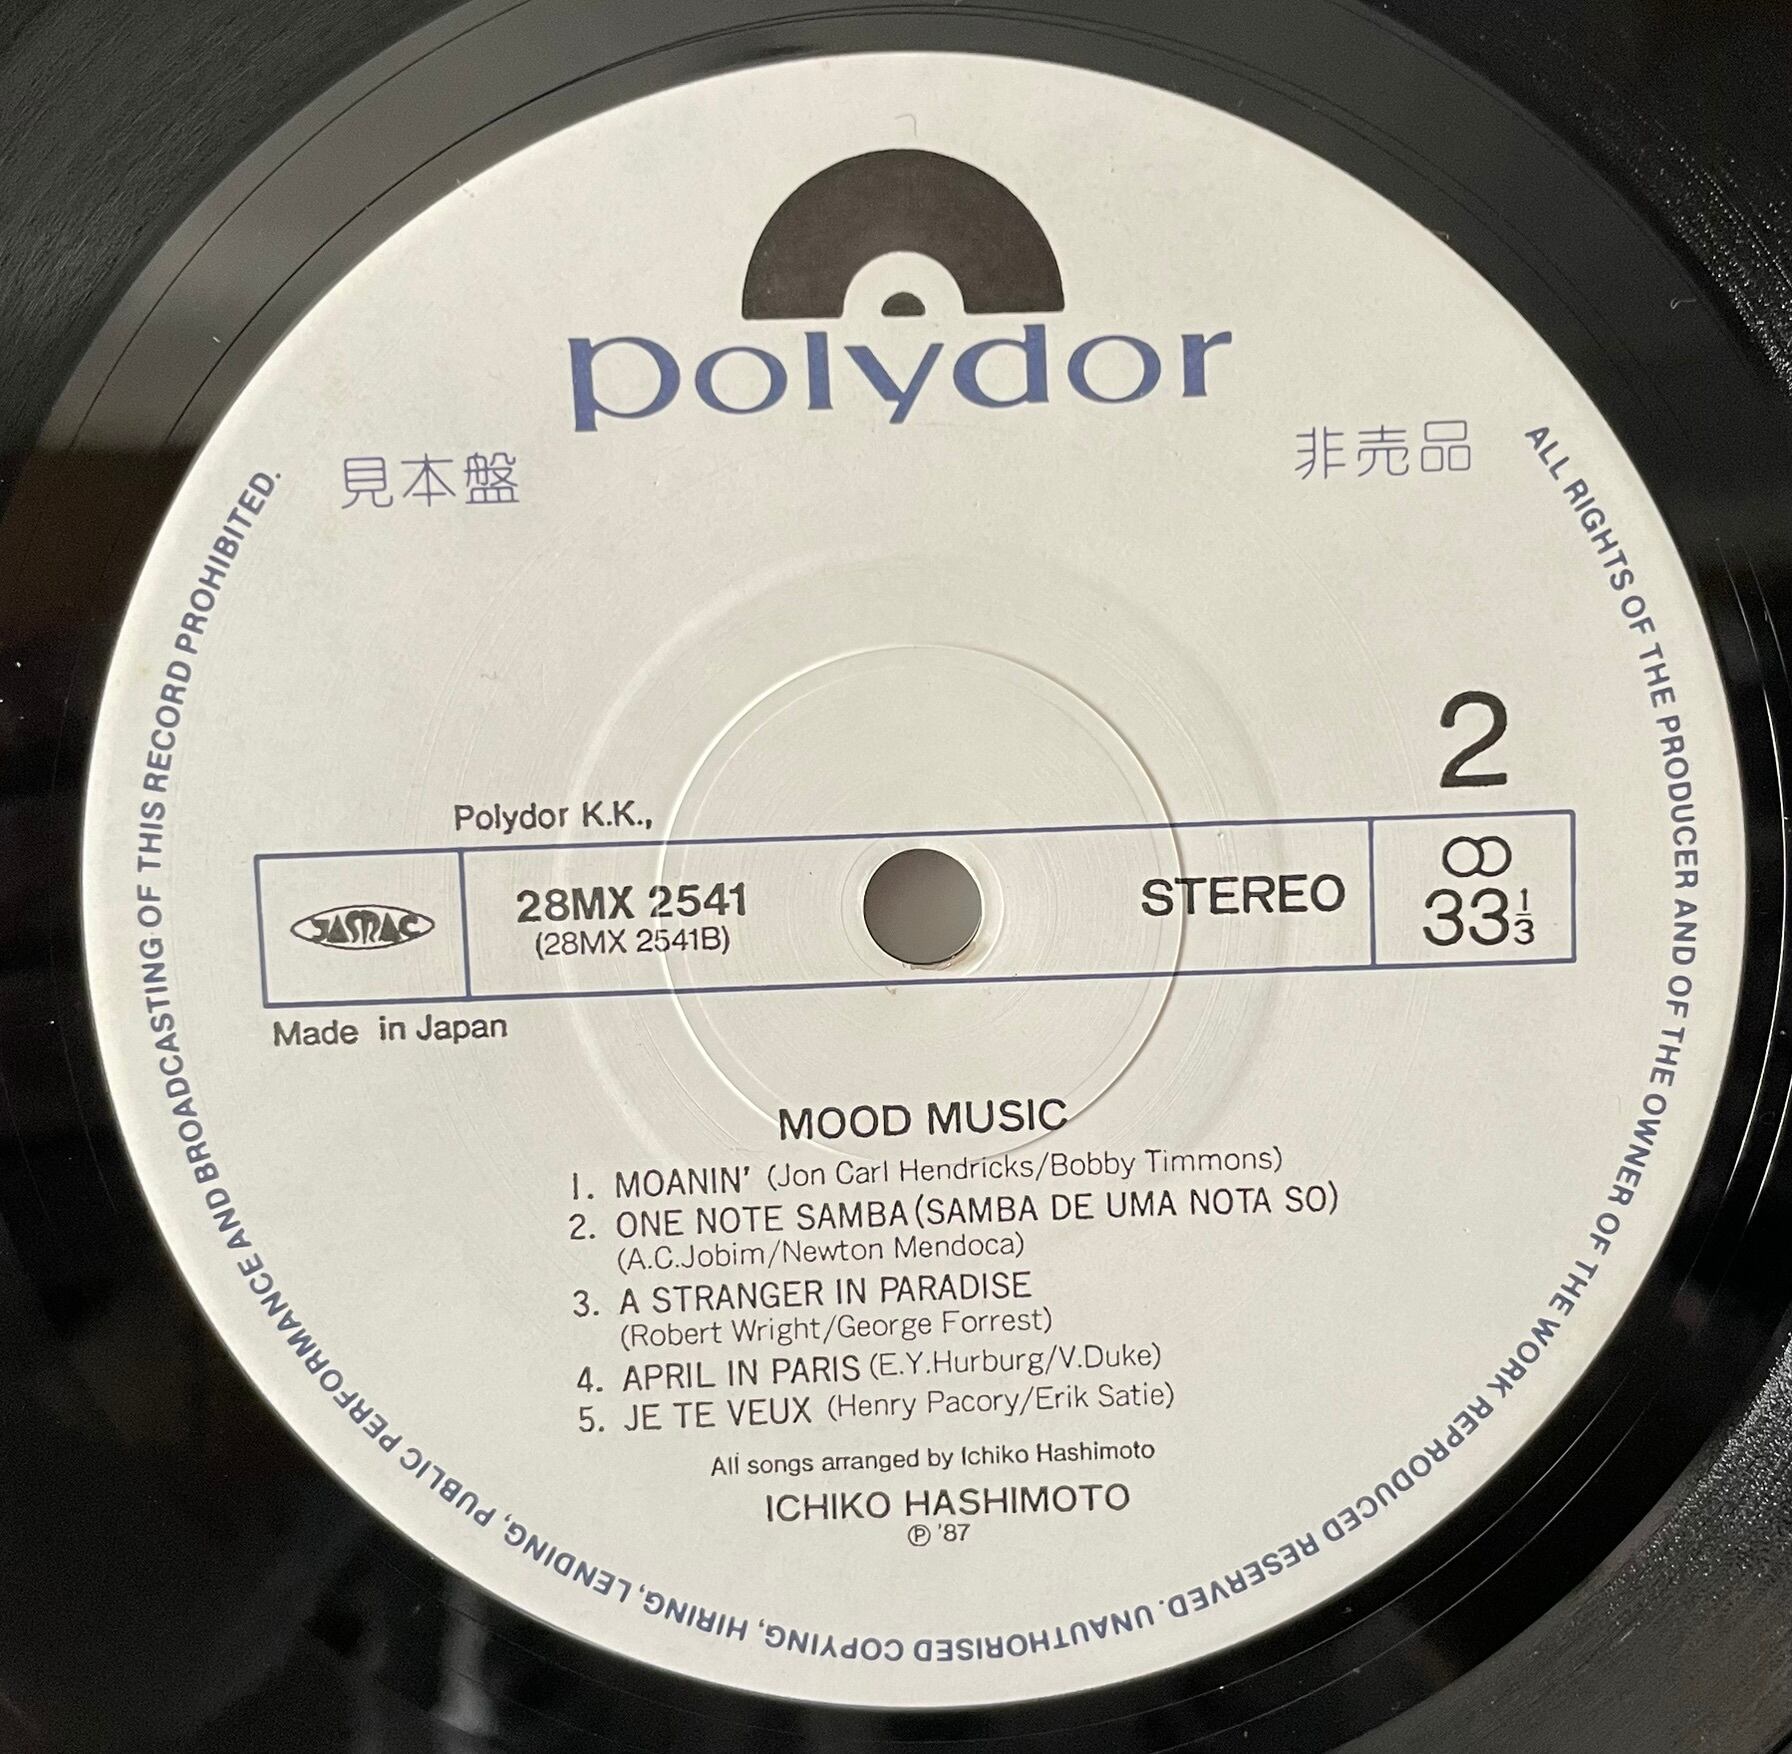 polydor
見本盤
非売品
2
Polydor K.K.,
JASRAC
28MX 2541
(28MX 2541B)
STEREO
33 1/3
Made in Japan
MOOD MUSIC
1. MOANIN' (Jon Carl Hendricks/Bobby Timmons)
2. ONE NOTE SAMBA (SAMBA DE UMA NOTA SO)
(A.C.Jobim/Newton Mendoca)
3. A STRANGER IN PARADISE
(Robert Wright/George Forrest)
4. APRIL IN PARIS (E.Y.Hurburg/V.Duke)
5. JE TE VEUX (Henry Pacory/Erik Satie)
All songs arranged by Ichiko Hashimoto
ICHIKO HASHIMOTO
℗ '87
ALL RIGHTS OF THE PRODUCER AND OF THE OWNER OF THE WORK REPRODUCED RESERVED. UNAUTHORISED COPYING, HIRING, LENDING, PUBLIC PERFORMANCE AND BROADCASTING OF THIS RECORD PROHIBITED.